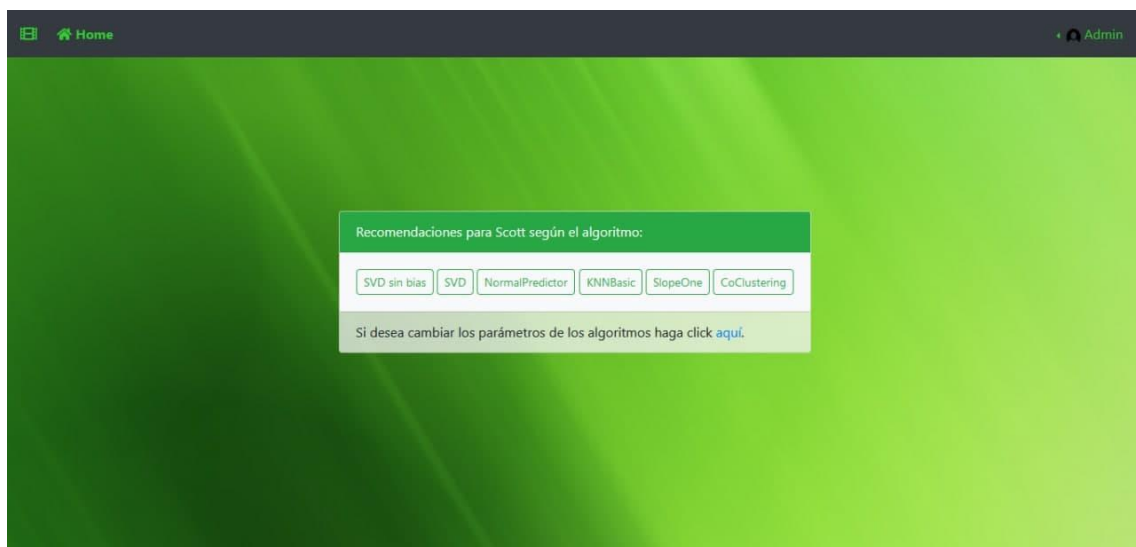 Home
Admin
Recomendaciones para Scott según el algoritmo:
SVD sin bias SVD NormalPredictor KNNBasic SlopeOne CoClustering
Si desea cambiar los parámetros de los algoritmos haga click aquí.